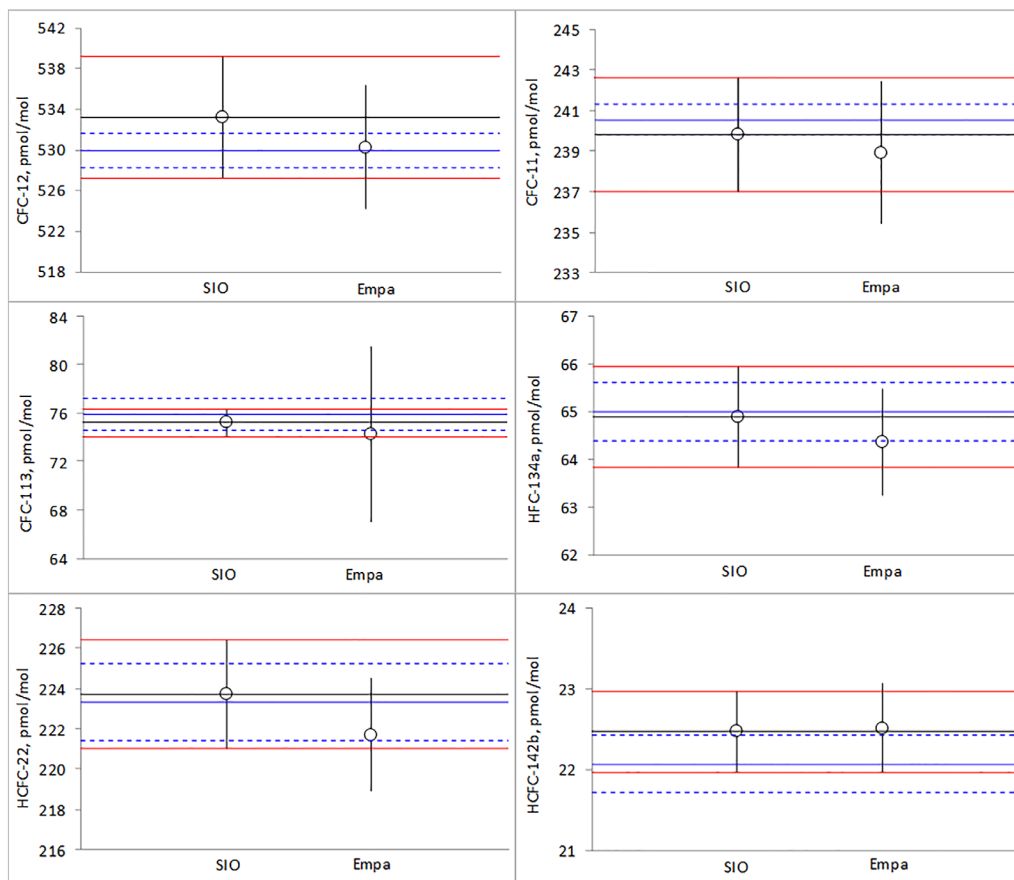 CFC-12, pmol/mol
542
538
534
530
526
522
518
SIO
Empa
CFC-11, pmol/mol
245
243
241
239
237
235
233
SIO
Empa
CFC-113, pmol/mol
84
80
76
72
68
64
SIO
Empa
HFC-134a, pmol/mol
67
66
65
64
63
62
SIO
Empa
HCFC-22, pmol/mol
228
226
224
221
220
218
216
SIO
Empa
HCFC-142b, pmol/mol
24
23
22
21
SIO
Empa